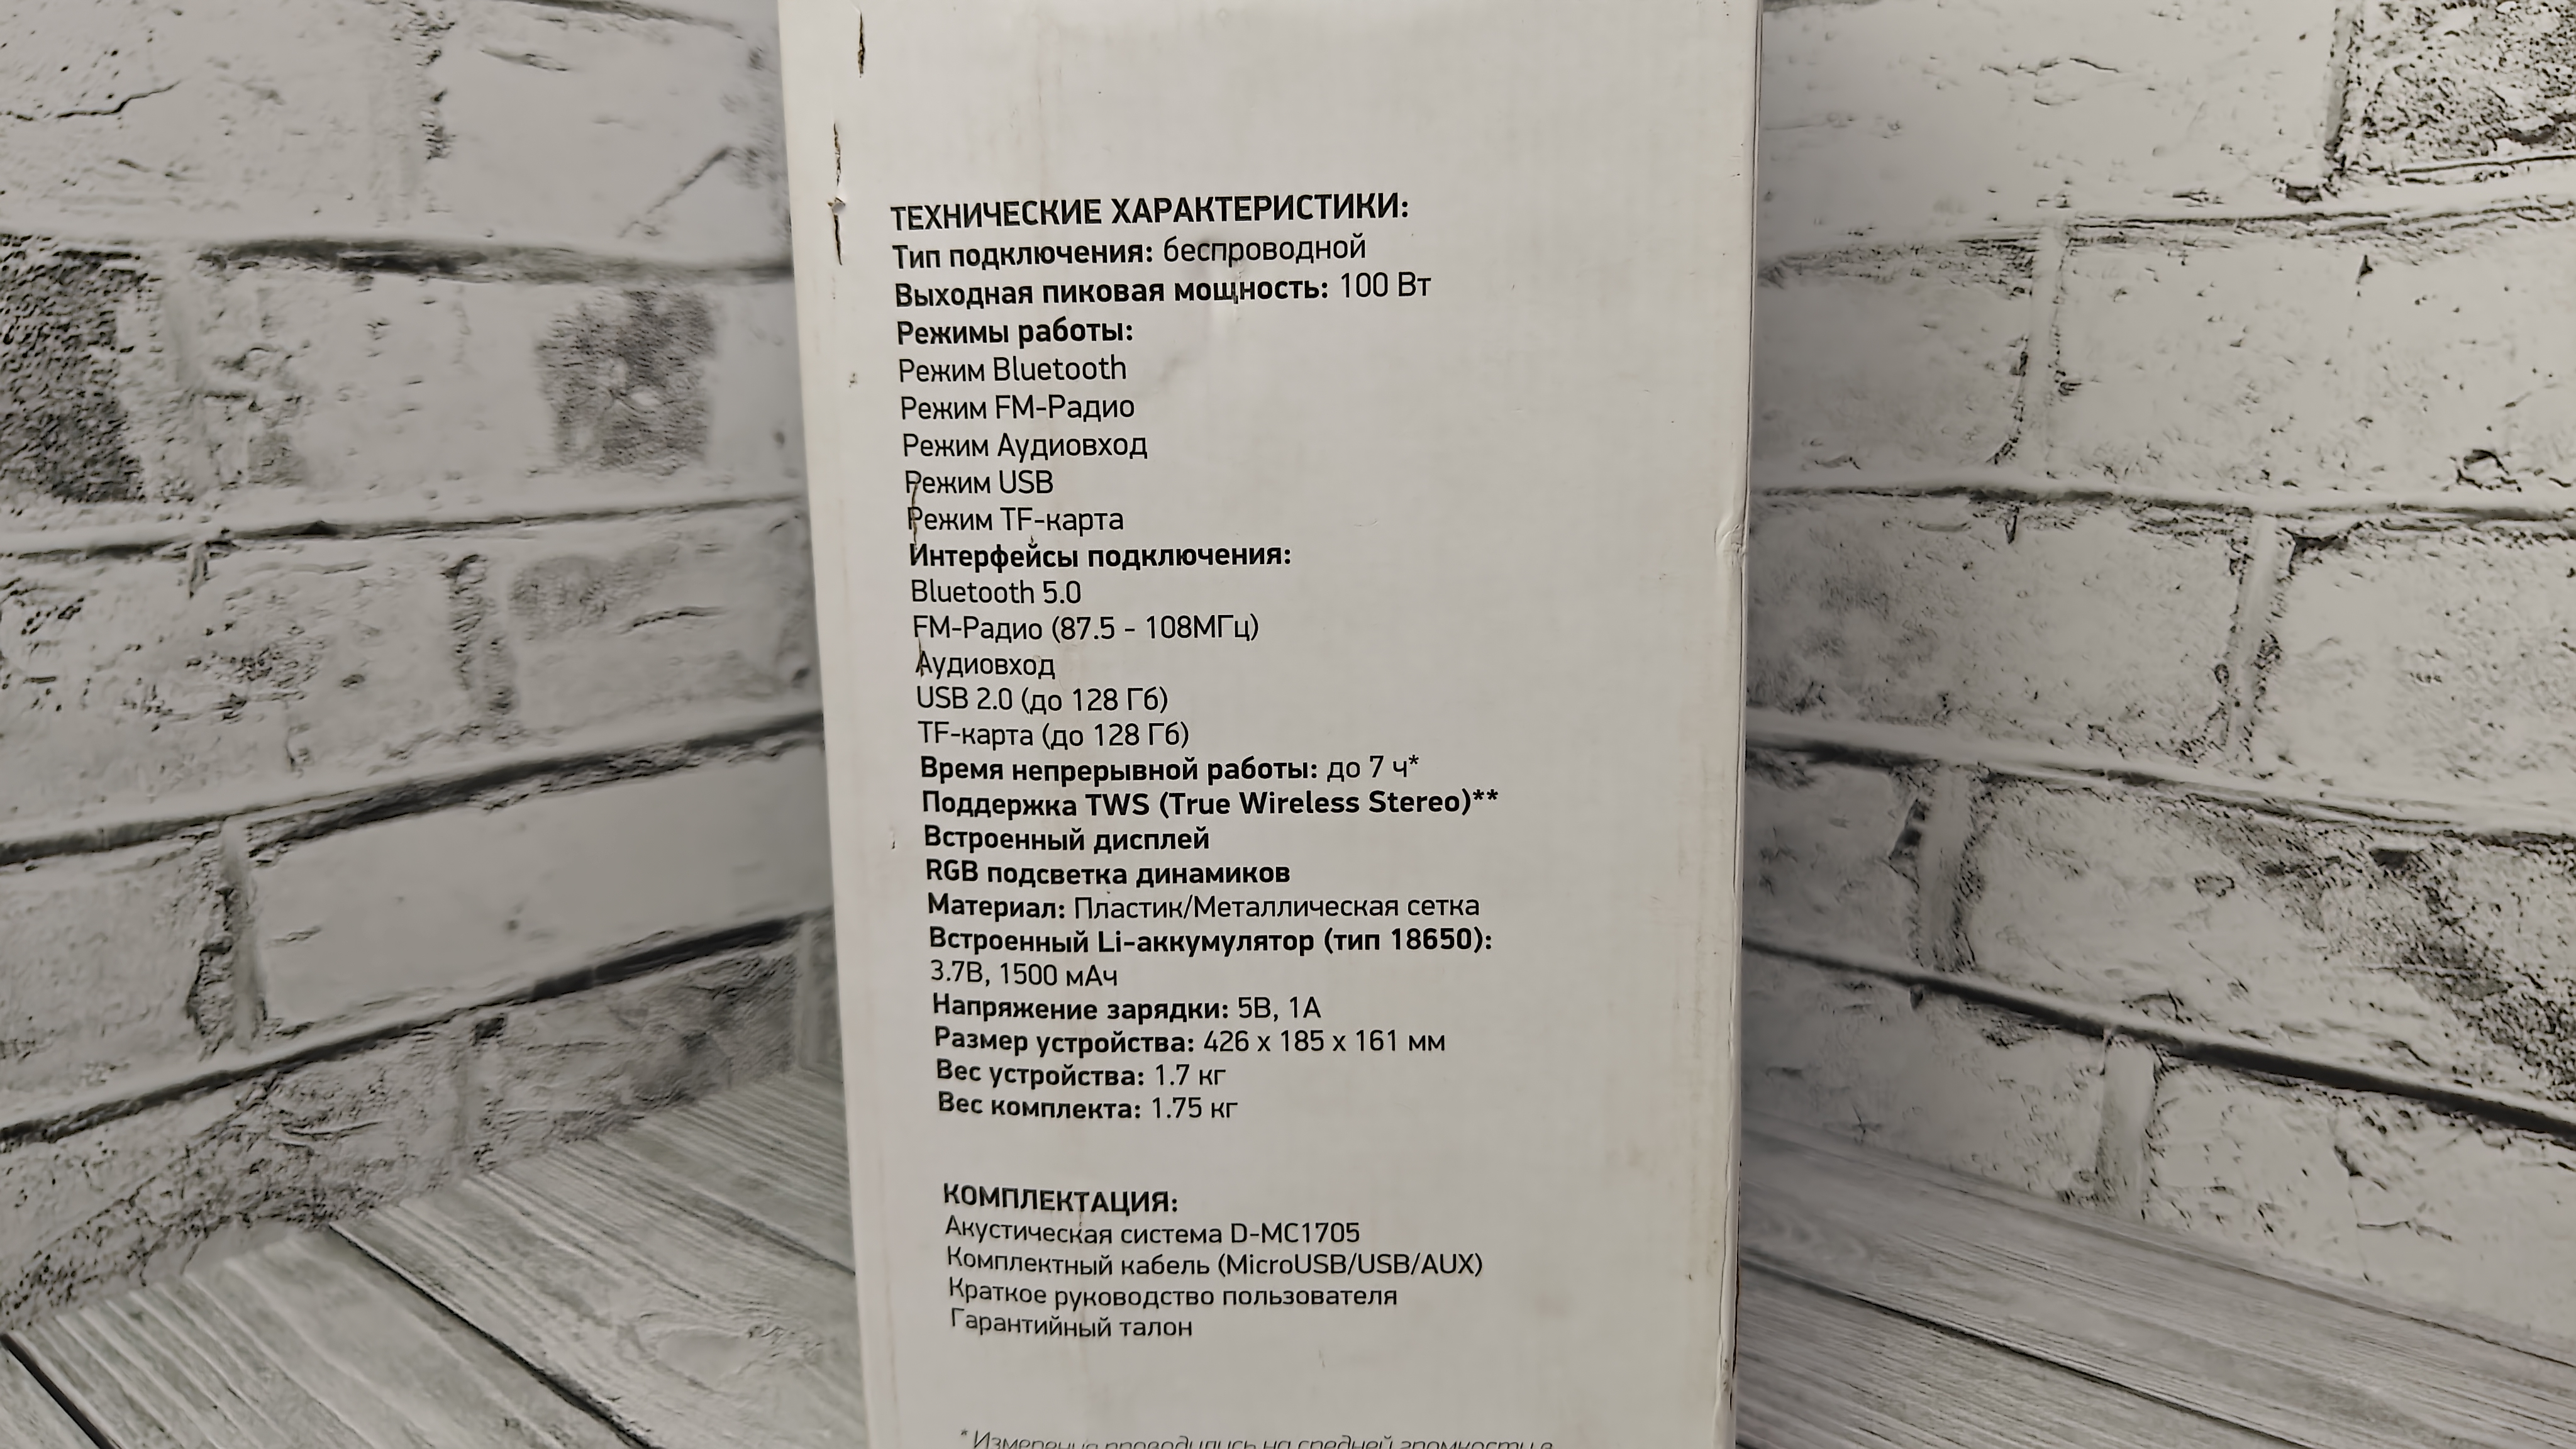 ТЕХНИЧЕСКИЕ ХАРАКТЕРИСТИКИ:
Тип подключения: беспроводной
Выходная пиковая мощность: 100 Вт
Режимы работы:
Режим Bluetooth
Режим FM-Радио
Режим Аудиовход
Режим USB
Режим TF-карта
Интерфейсы подключения:
Bluetooth 5.0
FM-Радио (87.5 - 108МГц)
Аудиовход
USB 2.0 (до 128 Гб)
TF-карта (до 128 Гб)
Время непрерывной работы: до 7 ч*
Поддержка TWS (True Wireless Stereo)**
Встроенный дисплей
RGB подсветка динамиков
Материал: Пластик/Металлическая сетка
Встроенный Li-аккумулятор (тип 18650):
3.7В, 1500 мАч
Напряжение зарядки: 5В, 1А
Размер устройства: 426 x 185 x 161 мм
Вес устройства: 1.7 кг
Вес комплекта: 1.75 кг
КОМПЛЕКТАЦИЯ:
Акустическая система D-MC1705
Комплектный кабель (MicroUSB/USB/AUX)
Краткое руководство пользователя
Гарантийный талон
*Измерения проводились на средней громкости в